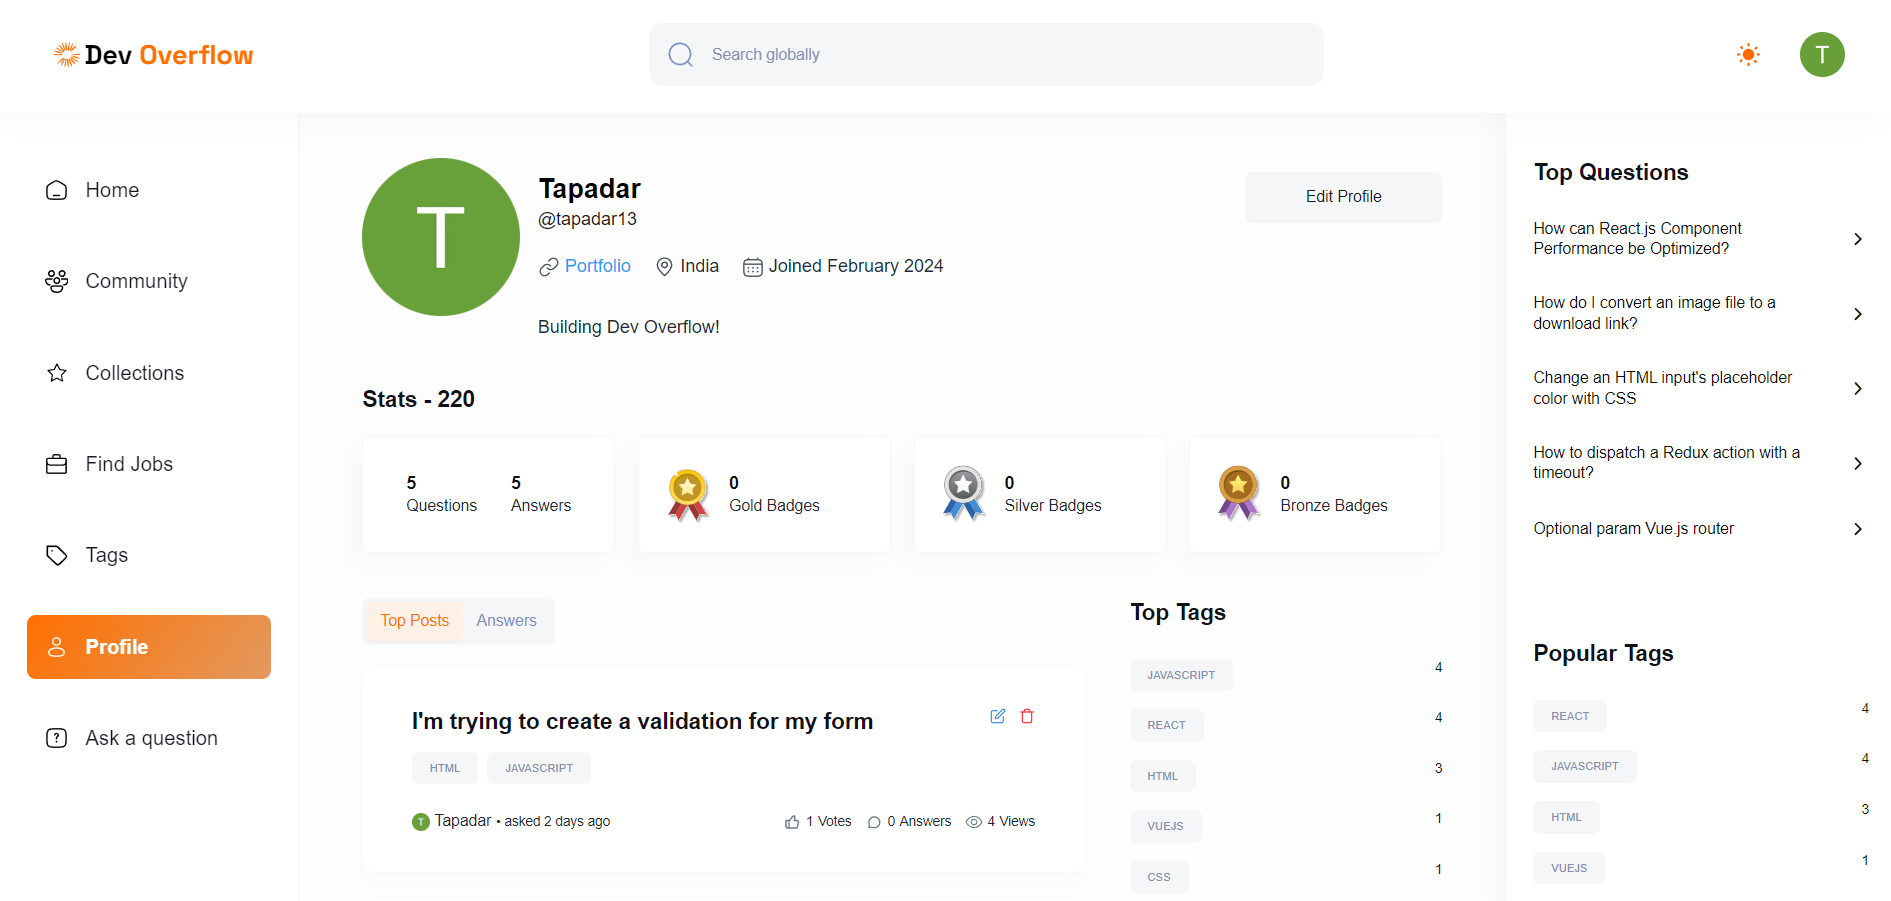 Dev Overflow
Search globally
T
Home
Community
Collections
Find Jobs
Tags
Profile
Ask a question
T
Tapadar
@tapadar13
Edit Profile
Portfolio India Joined February 2024
Building Dev Overflow!
Stats - 220
5 5
Questions Answers
0
Gold Badges
0
Silver Badges
0
Bronze Badges
Top Posts Answers
I'm trying to create a validation for my form
HTML JAVASCRIPT
T Tapadar • asked 2 days ago 1 Votes 0 Answers 4 Views
Top Tags
JAVASCRIPT 4
REACT 4
HTML 3
VUEJS 1
CSS 1
Top Questions
How can React.js Component
Performance be Optimized?
How do I convert an image file to a
download link?
Change an HTML input's placeholder
color with CSS
How to dispatch a Redux action with a
timeout?
Optional param Vue.js router
Popular Tags
REACT 4
JAVASCRIPT 4
HTML 3
VUEJS 1